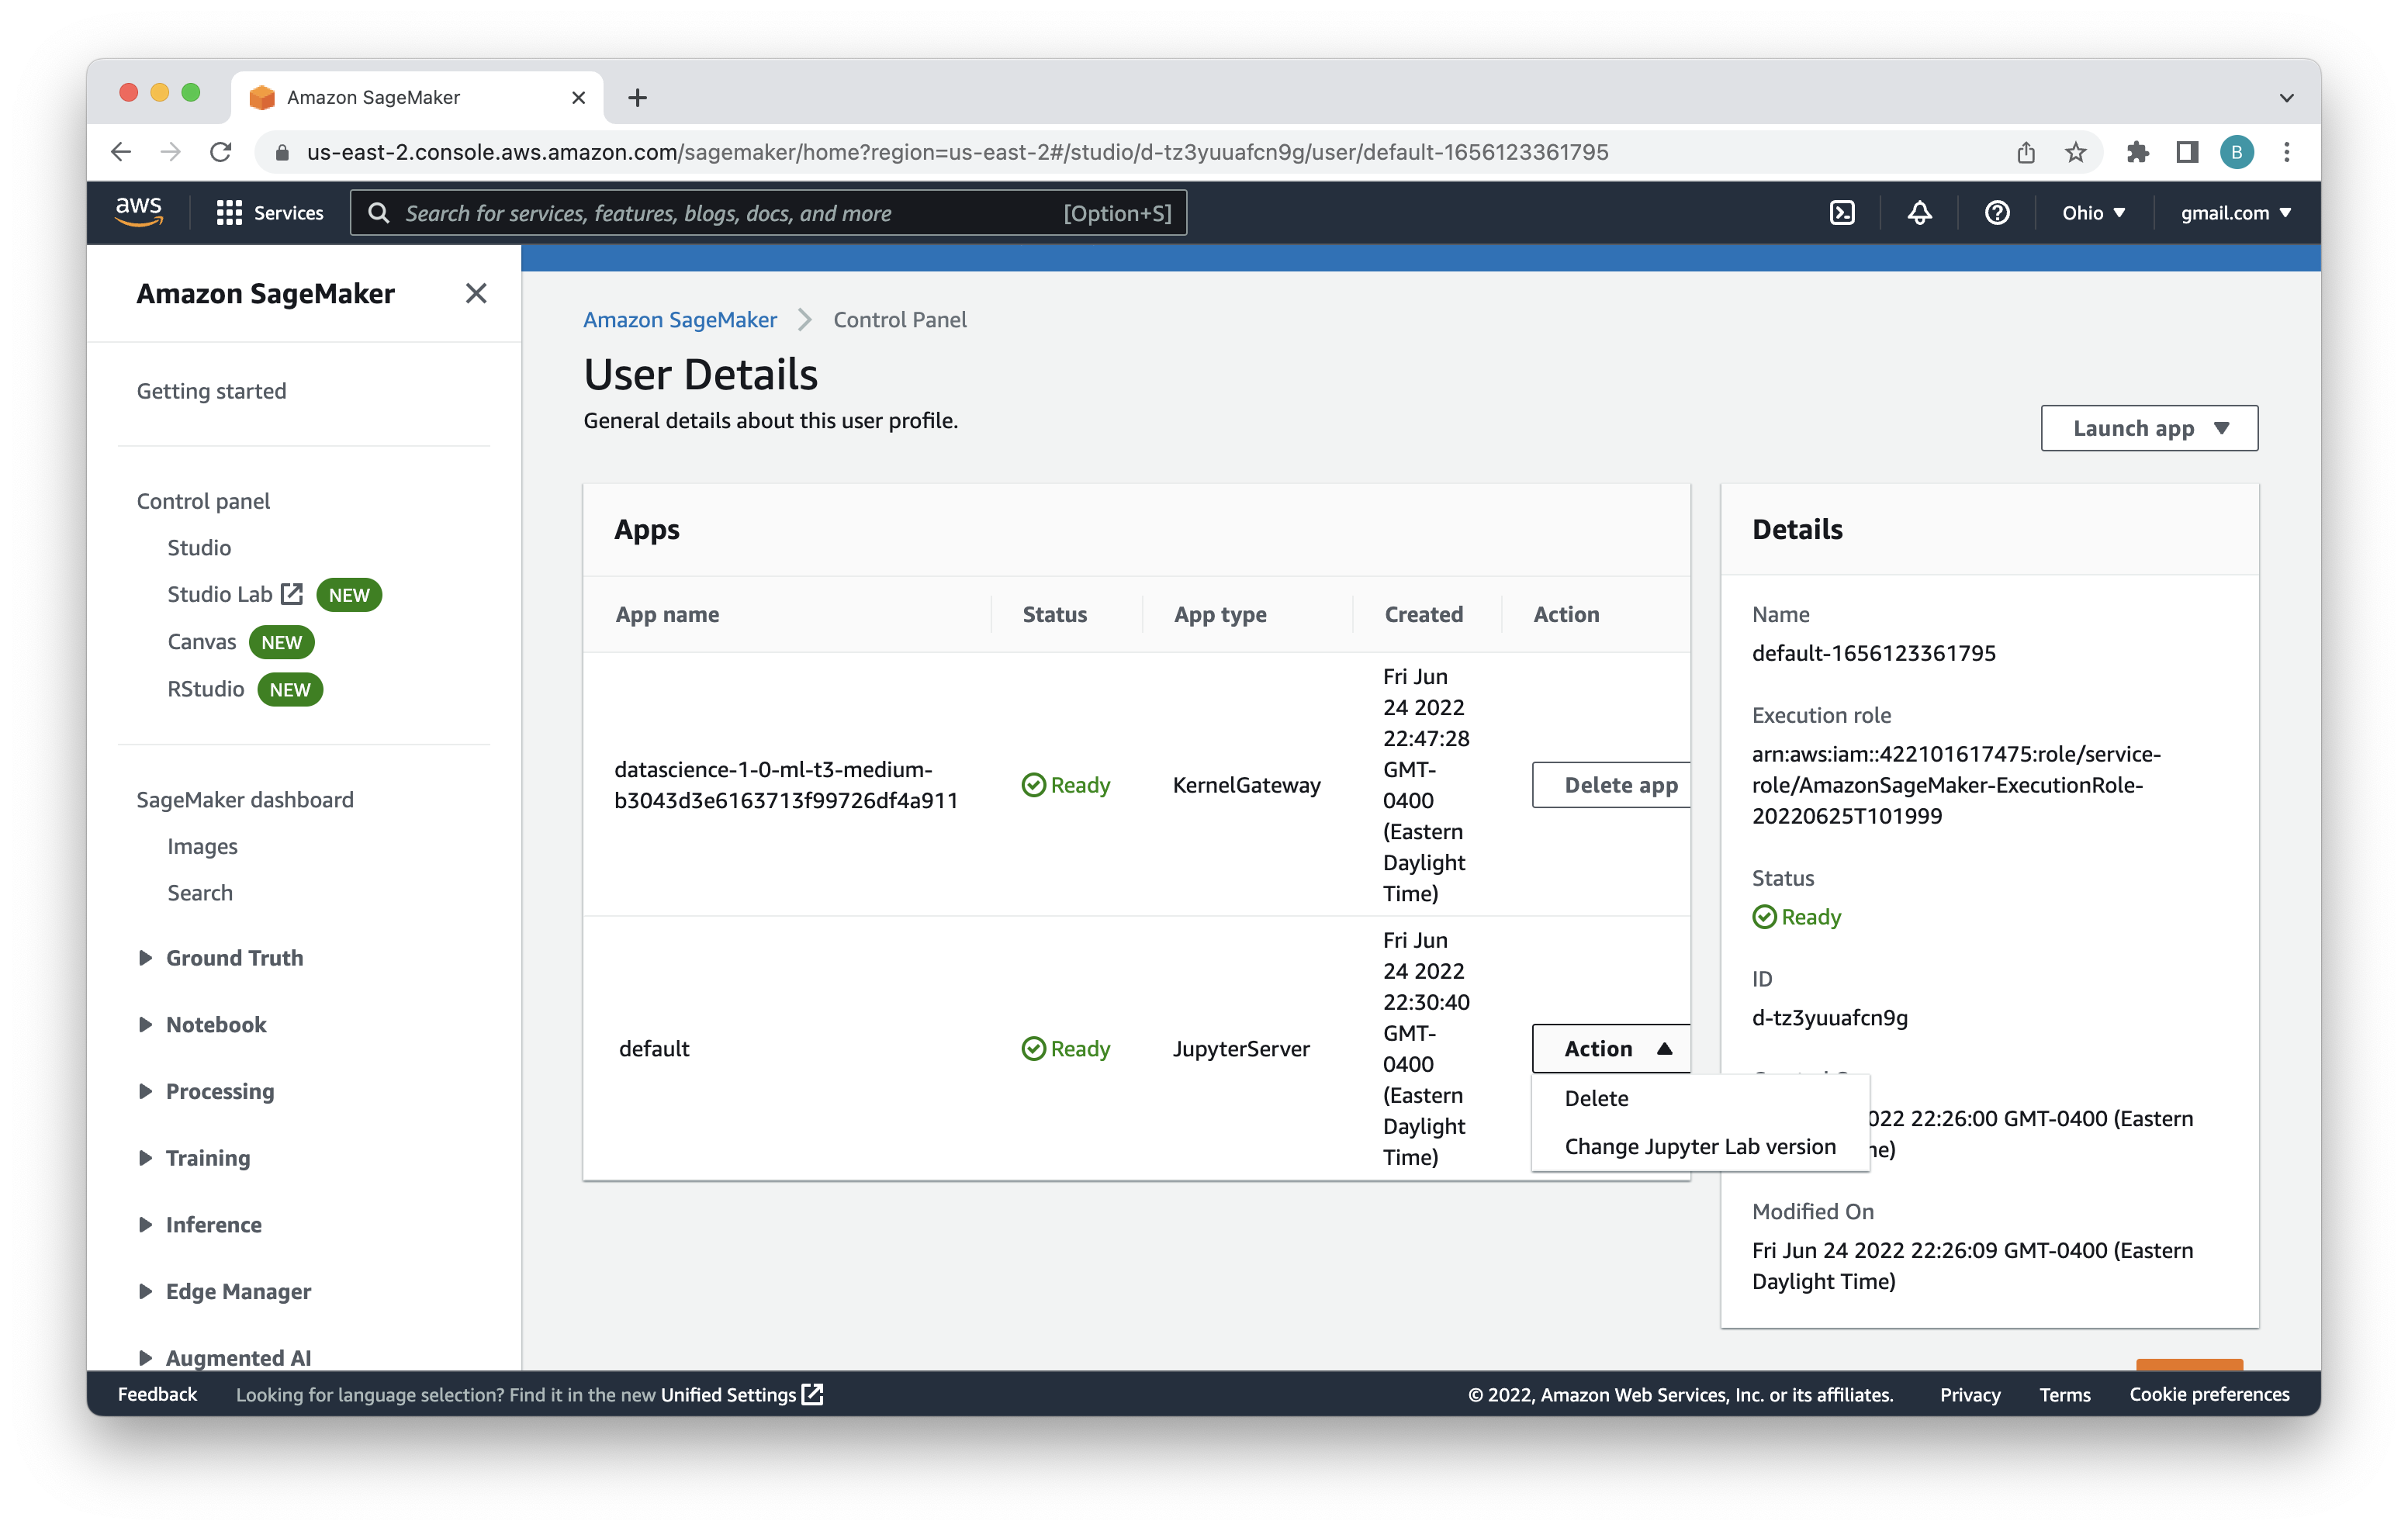 Amazon SageMaker
us-east-2.console.aws.amazon.com/sagemaker/home?region=us-east-2#/studio/d-tz3yuuafcn9g/user/default-1656123361795
B
aws
Services
Search for services, features, blogs, docs, and more
[Option+S]
Ohio
gmail.com
Amazon SageMaker
Getting started
Control panel
Studio
Studio Lab NEW
Canvas NEW
RStudio NEW
SageMaker dashboard
Images
Search
Ground Truth
Notebook
Processing
Training
Inference
Edge Manager
Augmented AI
Amazon SageMaker Control Panel
User Details
General details about this user profile.
Launch app
Apps
App name Status App type Created Action
datascience-1-0-ml-t3-medium-
b3043d3e6163713f99726df4a911
Ready
KernelGateway
Fri Jun
24 2022
22:47:28
GMT-
0400
(Eastern
Daylight
Time)
Delete app
default
Ready
JupyterServer
Fri Jun
24 2022
22:30:40
GMT-
0400
(Eastern
Daylight
Time)
Action
Delete
Change Jupyter Lab version
Details
Name
default-1656123361795
Execution role
arn:aws:iam::422101617475:role/service-
role/AmazonSageMaker-ExecutionRole-
20220625T101999
Status
Ready
ID
d-tz3yuuafcn9g
22:26:00 GMT-0400 (Eastern
Modified On
Fri Jun 24 2022 22:26:09 GMT-0400 (Eastern
Daylight Time)
Feedback
Looking for language selection? Find it in the new Unified Settings
© 2022, Amazon Web Services, Inc. or its affiliates.
Privacy
Terms
Cookie preferences